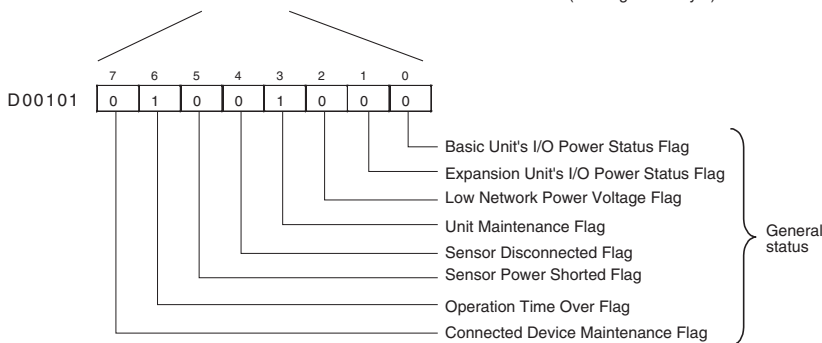 7 6 5 4 3 2 1 0
D00101 0 1 0 0 1 0 0 0
Basic Unit's I/O Power Status Flag
Expansion Unit's I/O Power Status Flag
Low Network Power Voltage Flag
Unit Maintenance Flag
Sensor Disconnected Flag
Sensor Power Shorted Flag
Operation Time Over Flag
Connected Device Maintenance Flag
General
status